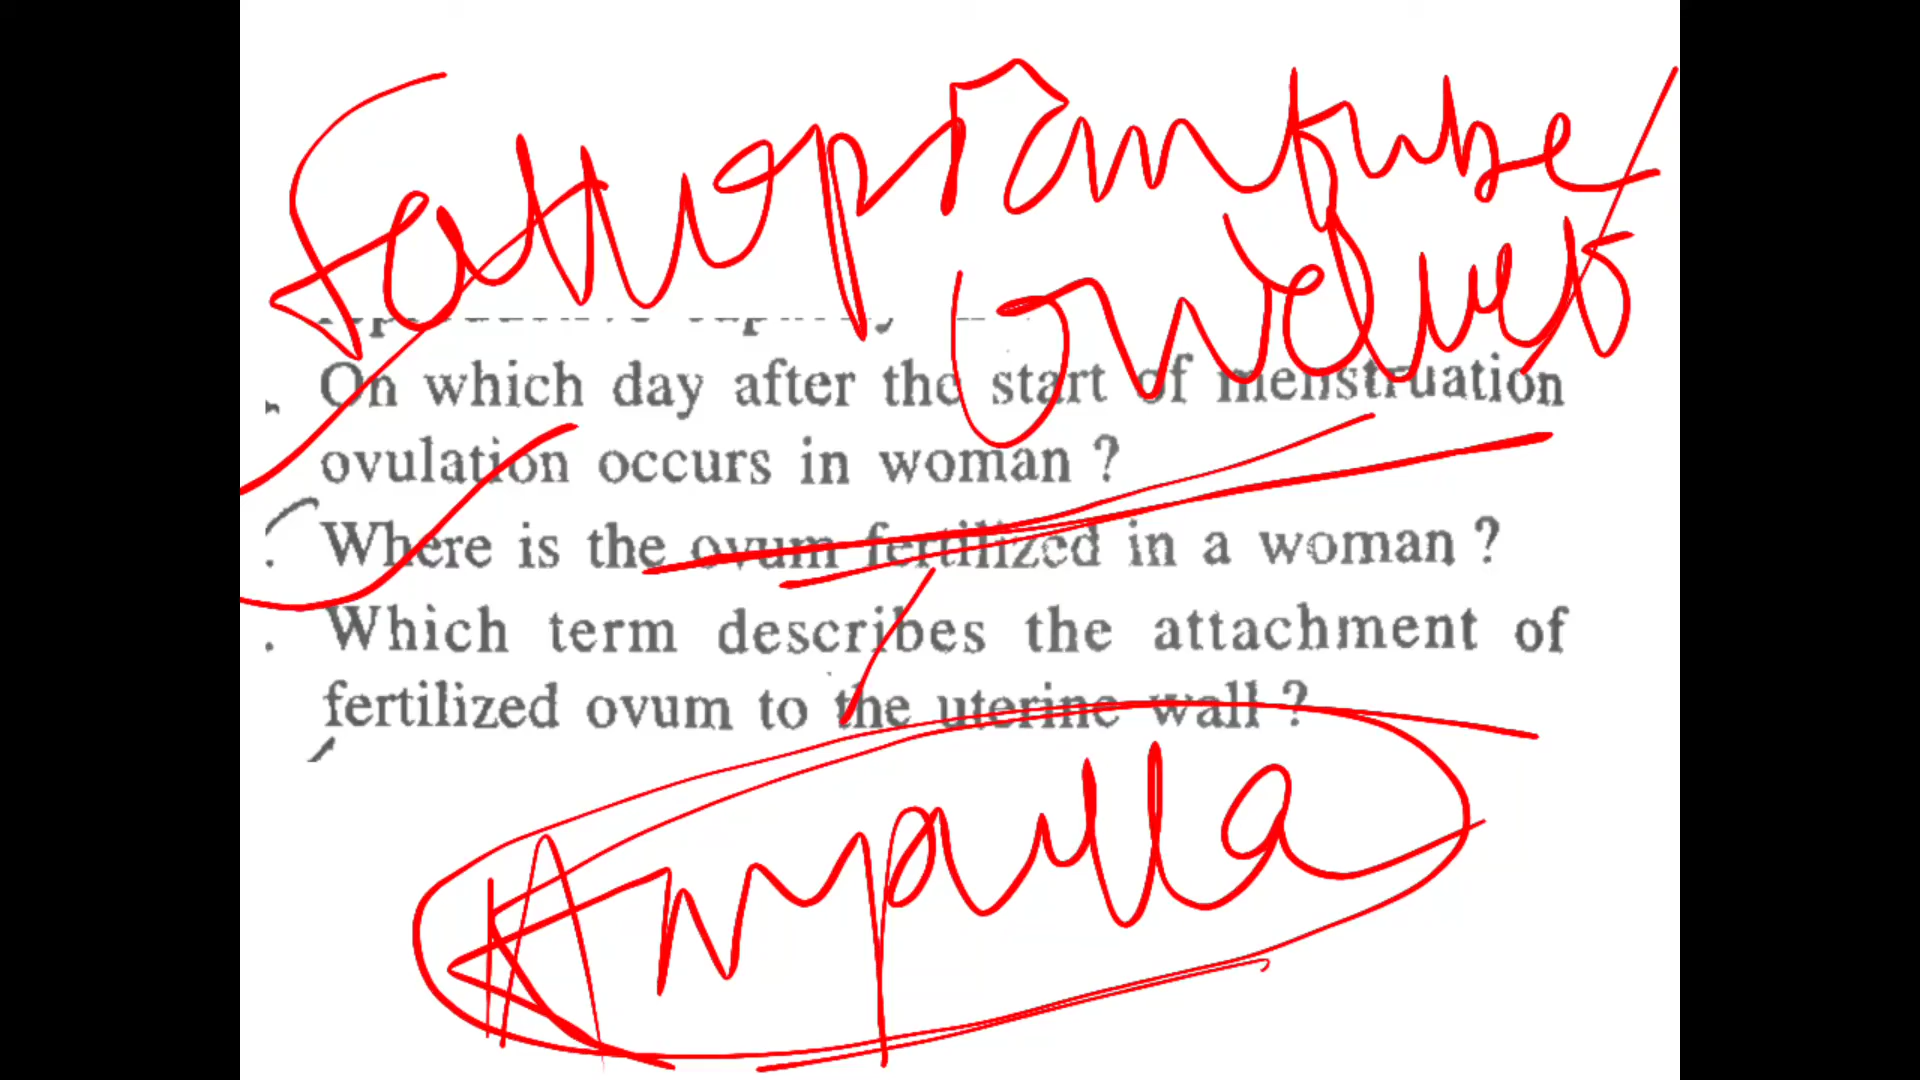 Fallopian tube
Oviduct
On which day after the start of menstruation
ovulation occurs in woman ?
Where is the ovum fertilized in a woman ?
Which term describes the attachment of
fertilized ovum to the uterine wall ?
Ampulla